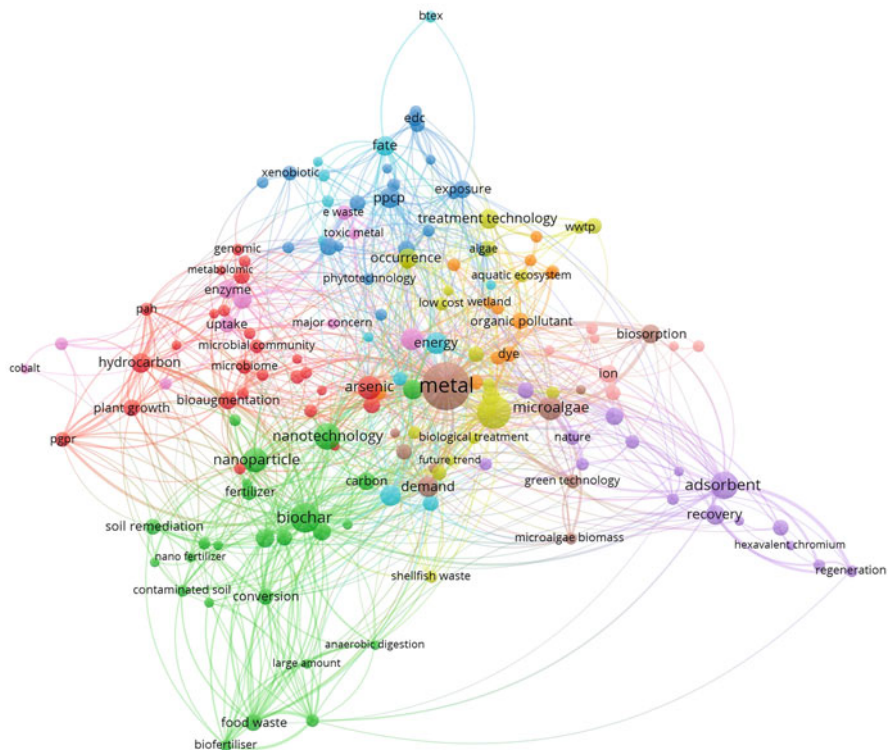 btex
edc
fate
xenobiotic
ppcp
exposure
e waste
treatment technology
wwtp
toxic metal
genomic
occurrence
algae
metabolomic
phytotechnology
aquatic ecosystem
enzyme
low cost
wetland
pah
uptake
major concern
organic pollutant
biosorption
microbial community
energy
hydrocarbon
dye
cobalt
microbiome
ion
arsenic
metal
bioaugmentation
plant growth
microalgae
pgpr
nanotechnology
biological treatment
nature
nanoparticle
future trend
fertilizer
carbon
demand
green technology
adsorbent
biochar
recovery
soil remediation
microalgae biomass
hexavalent chromium
nano fertilizer
regeneration
shellfish waste
contaminated soil
conversion
anaerobic digestion
large amount
food waste
biofertiliser